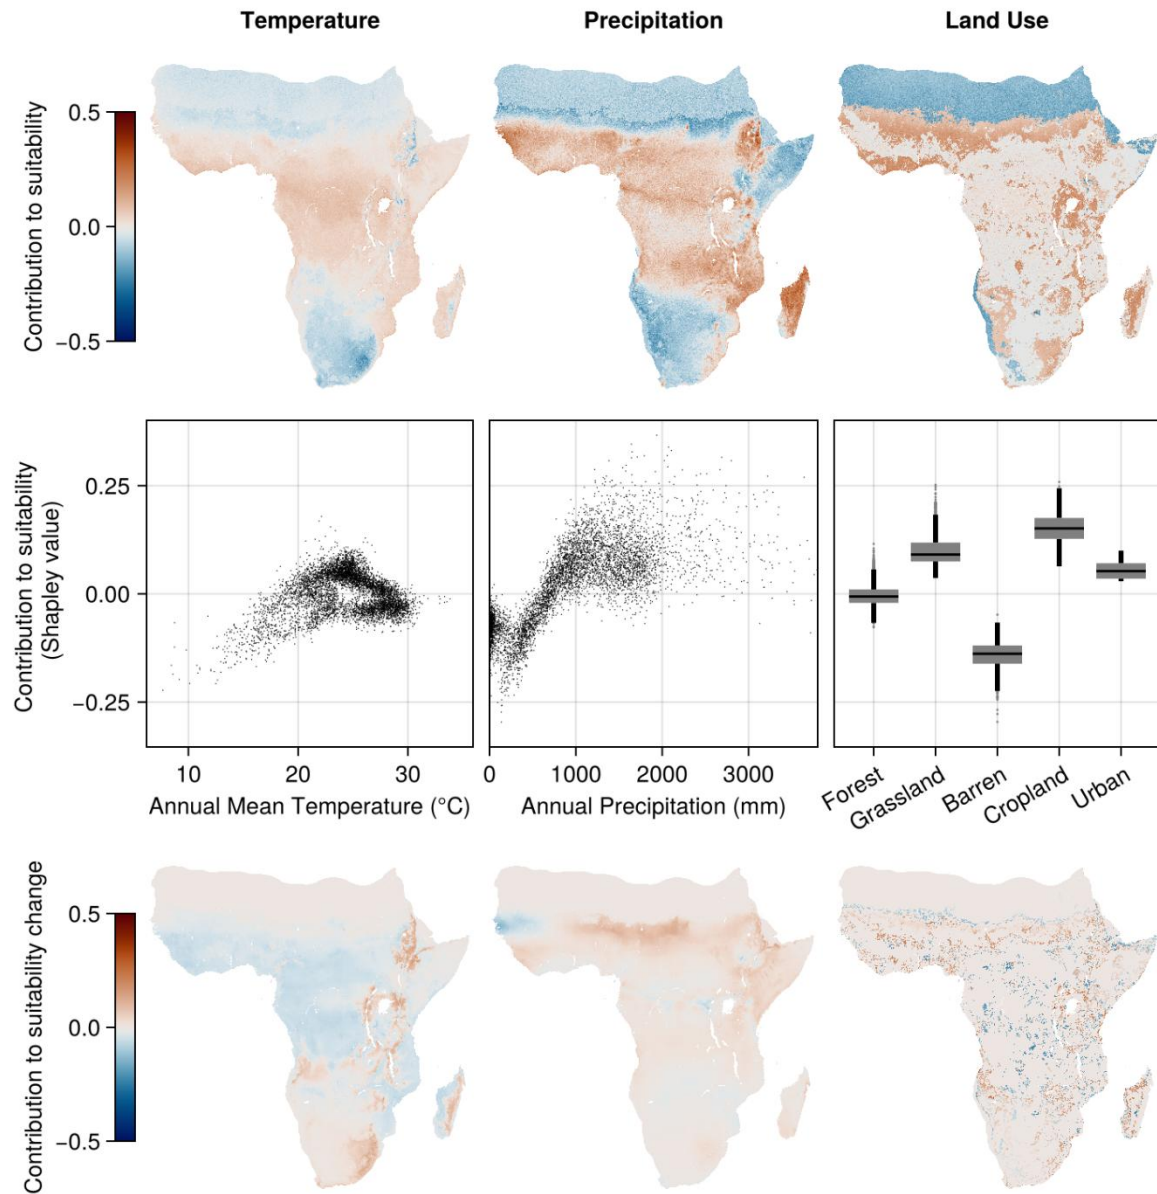 Temperature
Precipitation
Land Use
Contribution to suitability
0.5
0.0
−0.5
Contribution to suitability
(Shapley value)
0.25
0.00
−0.25
10
20
30
Annual Mean Temperature (°C)
0
1000
2000
3000
Annual Precipitation (mm)
Forest
Grassland
Barren
Cropland
Urban
Contribution to suitability change
0.5
0.0
−0.5